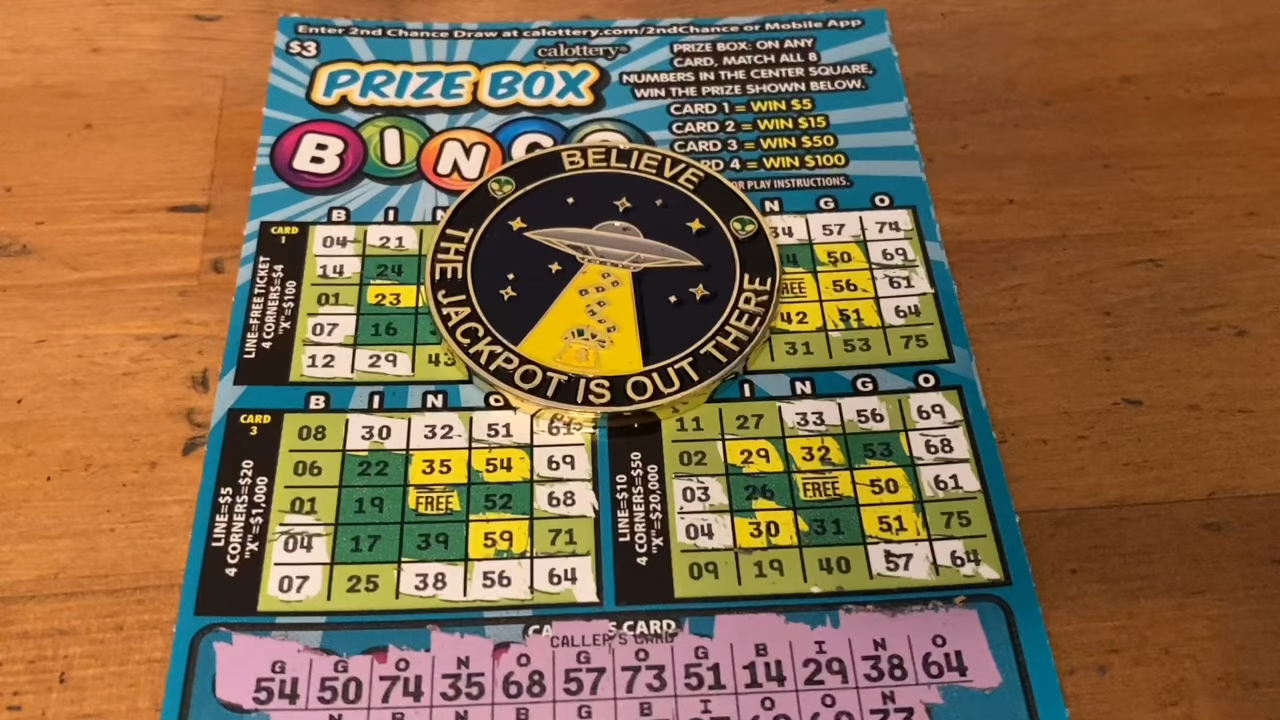 Enter 2nd Chance Draw at calottery.com/2ndChance or Mobile App
$3
calottery
PRIZE BOX
BING
PRIZE BOX: ON ANY
CARD, MATCH ALL 8
NUMBERS IN THE CENTER SQUARE,
WIN THE PRIZE SHOWN BELOW.
CARD 1 = WIN $5
CARD 2 = WIN $15
CARD 3 = WIN $50
RD 4 = WIN $100
FOR PLAY INSTRUCTIONS.
BELIEVE
THE JACKPOT IS OUT THERE
CARD 1
LINE=FREE TICKET
4 CORNERS=$4
"X"=$100
B I N
04 21
14 24
01 23
07 16
12 29 43
N G O
34 57 74
50 69
FREE 56 61
42 51 64
31 53 75
CARD 3
LINE=$5
4 CORNERS=$20
"X"=$1,000
B I N O
08 30 32 51 61
06 22 35 54 69
01 19 FREE 52 68
04 17 39 59 71
07 25 38 56 64
LINE=$10
4 CORNERS=$50
"X"=$20,000
I N G O
11 27 33 56 69
02 29 32 53 68
03 26 FREE 50 61
04 30 31 51 75
09 19 40 57 64
CA S CARD
CALLER'S CARD
G G O N O G O G B I N O
54 50 74 35 68 57 73 51 14 29 38 64
N B N B G B I O O N